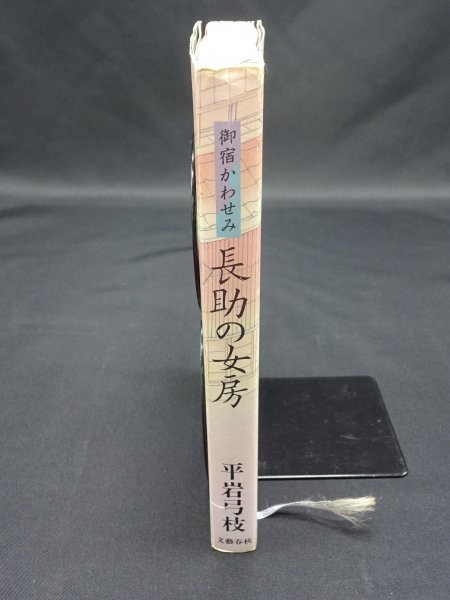 御宿かわせみ
長助の女房
平岩弓枝
文藝春秋